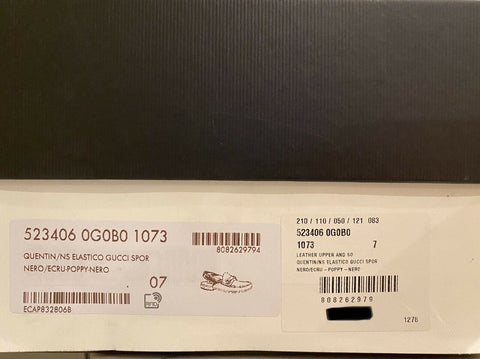 523406 0G0B0 1073
8082629794
QUENTIN/NS ELASTICO GUCCI SPOR
NERO/ECRU-POPPY-NERO
07
RFID
ECAP832806B
210 / 110 / 050 / 121 083
523406 0G0B0
1073 7
LEATHER UPPER AND SO
QUENTIN/NS ELASTICO GUCCI SPOR
NERO/ECRU - POPPY - NERO
808262979
1276